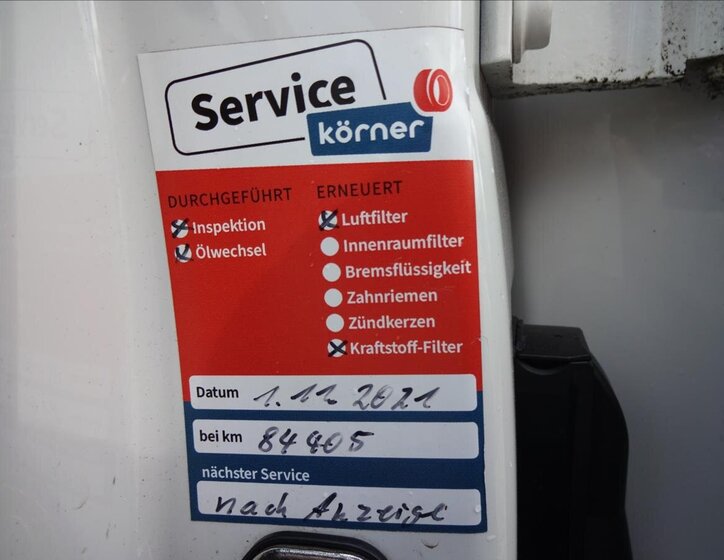 Service
körner
DURCHGEFÜHRT
Inspektion
Ölwechsel
ERNEUERT
Luftfilter
Innenraumfilter
Bremsflüssigkeit
Zahnriemen
Zündkerzen
Kraftstoff-Filter
Datum 1.11.2021
bei km 84405
nächster Service
nach Anzeige